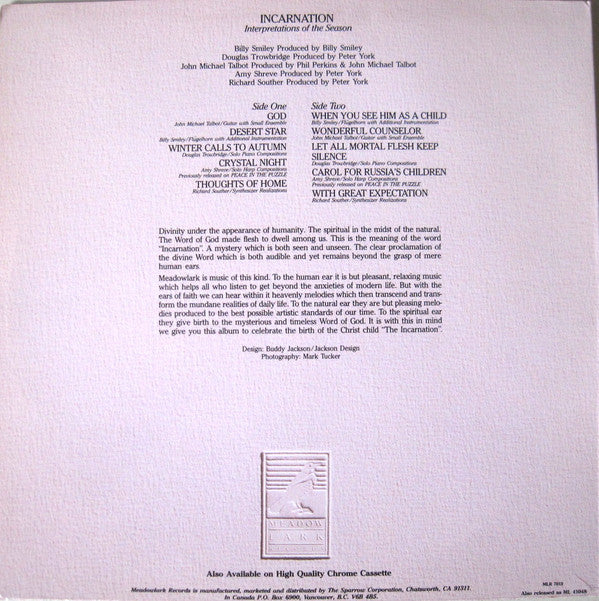 INCARNATION
Interpretations of the Season
Billy Smiley Produced by Billy Smiley
Douglas Trowbridge Produced by Peter York
John Michael Talbot Produced by Phil Perkins & John Michael Talbot
Amy Shreve Produced by Peter York
Richard Souther Produced by Peter York
Side One
GOD
John Michael Talbot/Guitar with Small Ensemble
DESERT STAR
Billy Smiley/Flugelhorn with Additional Instrumentation
WINTER CALLS TO AUTUMN
Douglas Trowbridge/Solo Piano Compositions
CRYSTAL NIGHT
Amy Shreve/Solo Harp Compositions
Previously released on PEACE IN THE PUZZLE
THOUGHTS OF HOME
Richard Souther/Synthesizer Realizations
Side Two
WHEN YOU SEE HIM AS A CHILD
Billy Smiley/Flugelhorn with Additional Instrumentation
WONDERFUL COUNSELOR
John Michael Talbot/Guitar with Small Ensemble
LET ALL MORTAL FLESH KEEP
SILENCE
Douglas Trowbridge/Solo Piano Compositions
CAROL FOR RUSSIA'S CHILDREN
Amy Shreve/Solo Harp Compositions
Previously released on PEACE IN THE PUZZLE
WITH GREAT EXPECTATION
Richard Souther/Synthesizer Realizations
Divinity under the appearance of humanity. The spiritual in the midst of the natural.
The Word of God made flesh to dwell among us. This is the meaning of the word
"Incarnation". A mystery which is both seen and unseen. The clear proclamation
of the divine Word which is both audible and yet remains beyond the grasp of mere
human ears.
Meadowlark is music of this kind. To the human ear it is but pleasant, relaxing music
which helps all who listen to get beyond the anxieties of modern life. But with the
ears of faith we can hear within it heavenly melodies which then transcend and trans-
form the mundane realities of daily life. To the natural ear they are but pleasing melo-
dies produced to the best possible artistic standards of our time. To the spiritual ear
they give birth to the mysterious and timeless Word of God. It is with this in mind
we give you this album to celebrate the birth of the Christ child "The Incarnation".
Design: Buddy Jackson/Jackson Design
Photography: Mark Tucker
MEADOW
LARK
Also Available on High Quality Chrome Cassette
Meadowlark Records is manufactured, marketed and distributed by The Sparrow Corporation, Chatsworth, CA 91311.
In Canada P.O. Box 6900, Vancouver, B.C. V6B 4B5.
MLR 7013
Also released as ML 41048